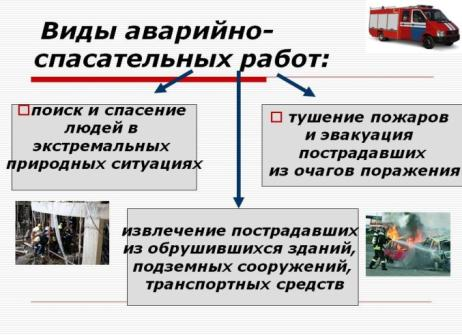 Виды аварийно-
спасательных работ:
поиск и спасение
людей в
экстремальных
природных ситуациях
тушение пожаров
и эвакуация
пострадавших
из очагов поражения
извлечение пострадавших
из обрушившихся зданий,
подземных сооружений,
транспортных средств